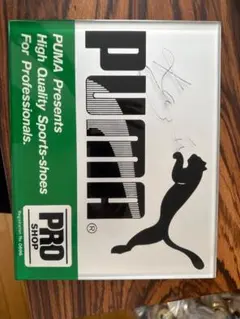 PUMA®
PUMA Presents
High Quality Sports-shoes
For Professionals.
PRO
SHOP